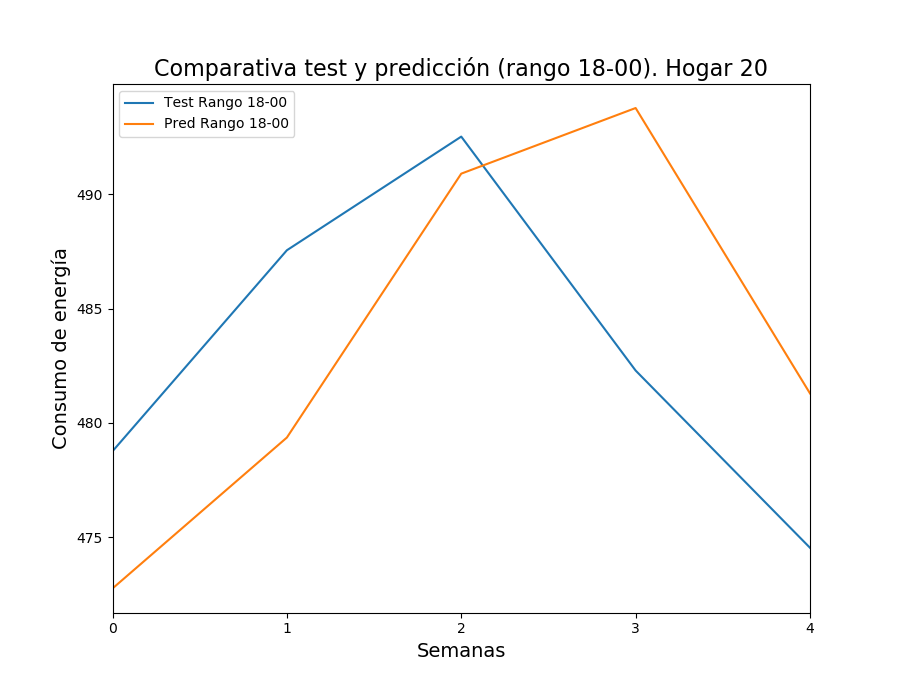 Comparativa test y predicción (rango 18-00). Hogar 20
Test Rango 18-00
Pred Rango 18-00
Consumo de energía
490
485
480
475
0 1 2 3 4
Semanas